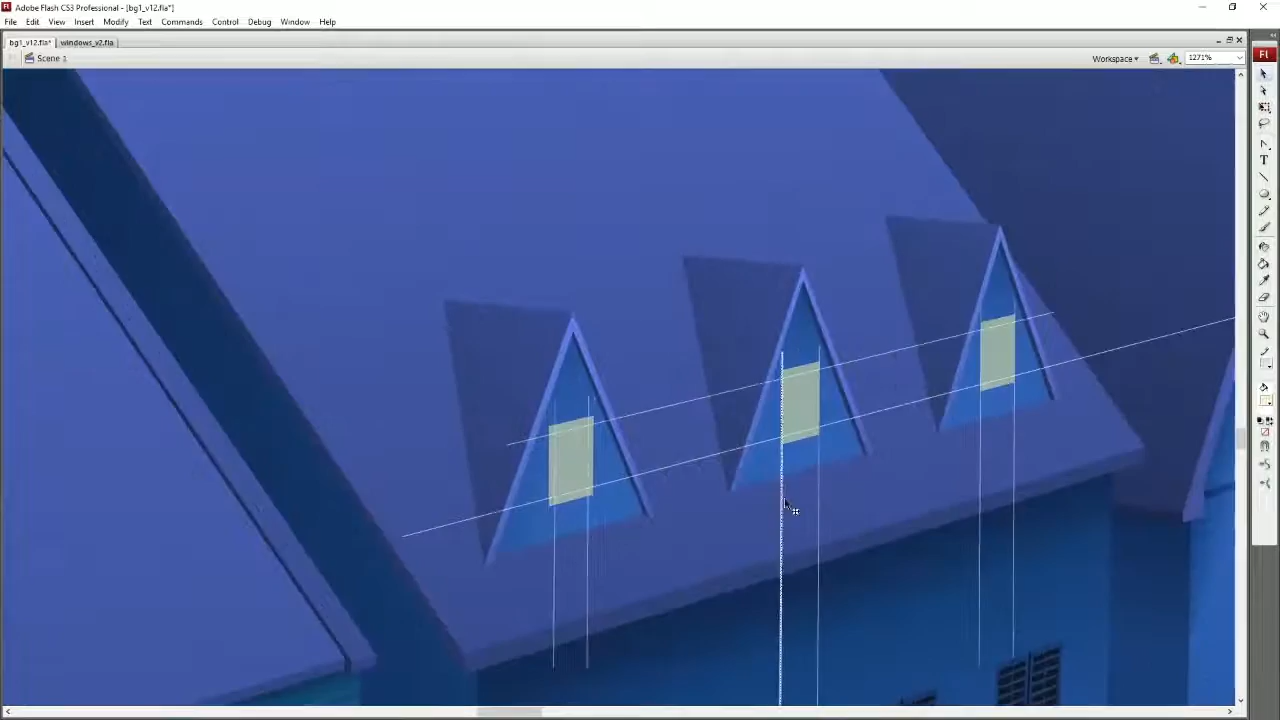 Adobe Flash CS3 Professional - [bg1_v12.fla*]
File Edit View Insert Modify Text Commands Control Debug Window Help
bg1_v12.fla* windows_v2.fla
Scene 1 Workspace 1271%
Fl
T